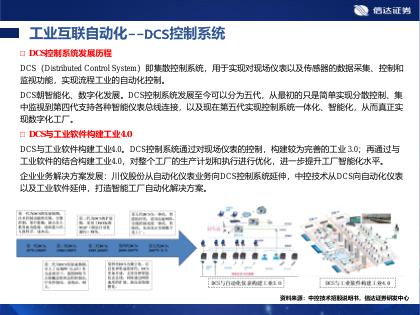 信达证券
工业互联自动化--DCS控制系统
□ DCS控制系统发展历程
DCS（Distributed Control System）即集散控制系统，用于实现对现场仪表以及传感器的数据采集、控制和
监视功能，实现流程工业的自动化控制。
DCS朝智能化、数字化发展。DCS控制系统发展至今可以分为五代，从最初的只是简单实现分散控制、集
中监视到第四代支持各种智能仪表总线连接，以及现在第五代实现控制系统一体化、智能化，从而真正实
现数字化工厂。
□ DCS与工业软件构建工业4.0
DCS与工业软件构建工业4.0。DCS控制系统通过对现场仪表的控制，构建较为完善的工业 3.0；再通过与
工业软件的结合构建工业4.0，对整个工厂的生产计划和执行进行优化，进一步提升工厂智能化水平。
企业业务解决方案发展：川仪股份从自动化仪表业务向DCS控制系统延伸，中控技术从DCS向自动化仪表
以及工业软件延伸，打造智能工厂自动化解决方案。
DCS与自动化仪表构建工业3.0
DCS与工业软件构建工业4.0
资料来源：中控技术招股说明书，信达证券研发中心